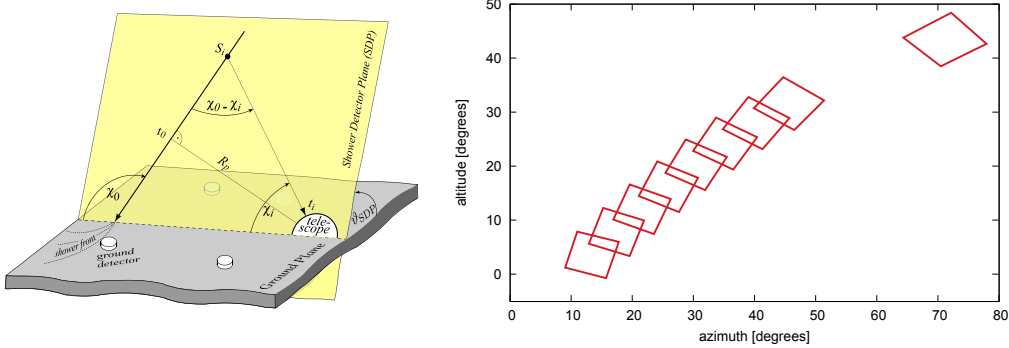 Shower Detector Plane (SDP)
Sᵢ
χ₀ - χᵢ
t₀
Rₚ
χ₀
χᵢ
tᵢ
tele-
scope
ϑSDP
shower front
ground
detector
Ground Plane
altitude [degrees]
50
40
30
20
10
0
0 10 20 30 40 50 60 70 80
azimuth [degrees]